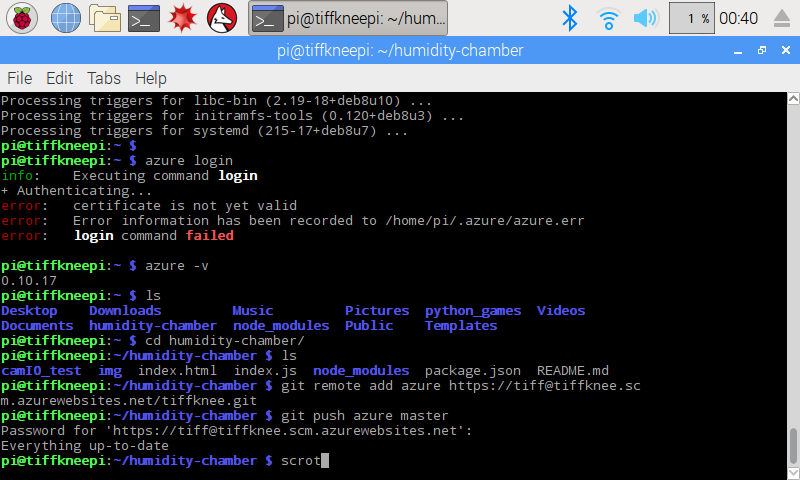 pi@tiffkneepi: ~/hum... 1 % 00:40
pi@tiffkneepi: ~/humidity-chamber
File Edit Tabs Help
Processing triggers for libc-bin (2.19-18+deb8u10) ...
Processing triggers for initramfs-tools (0.120+deb8u3) ...
Processing triggers for systemd (215-17+deb8u7) ...
pi@tiffkneepi:~ $
pi@tiffkneepi:~ $ azure login
info:    Executing command login
+ Authenticating...
error:   certificate is not yet valid
error:   Error information has been recorded to /home/pi/.azure/azure.err
error:   login command failed
pi@tiffkneepi:~ $ azure -v
0.10.17
pi@tiffkneepi:~ $ ls
Desktop    Downloads         Music         Pictures  python_games  Videos
Documents  humidity-chamber  node_modules  Public    Templates
pi@tiffkneepi:~ $ cd humidity-chamber/
pi@tiffkneepi:~/humidity-chamber $ ls
camIO_test  img  index.html  index.js  node_modules  package.json  README.md
pi@tiffkneepi:~/humidity-chamber $ git remote add azure https://tiff@tiffknee.sc
m.azurewebsites.net/tiffknee.git
pi@tiffkneepi:~/humidity-chamber $ git push azure master
Password for 'https://tiff@tiffknee.scm.azurewebsites.net':
Everything up-to-date
pi@tiffkneepi:~/humidity-chamber $ scrot